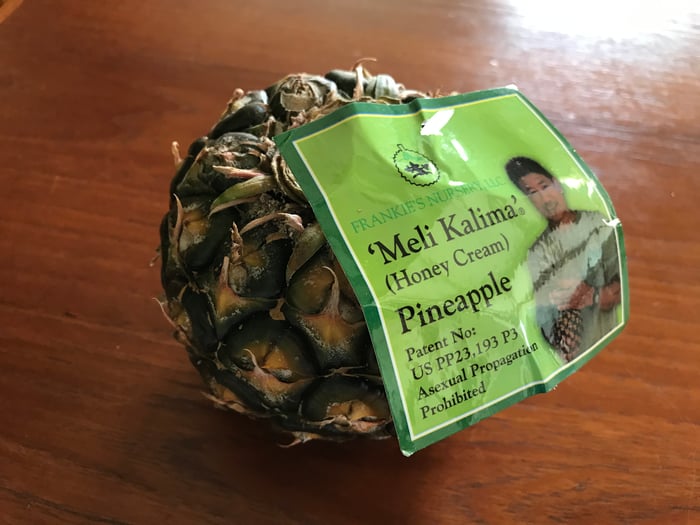 FRANKIE'S NURSERY, LLC
'Meli Kalima'®
(Honey Cream)
Pineapple
Patent No:
US PP23,193 P3
Asexual Propagation
Prohibited